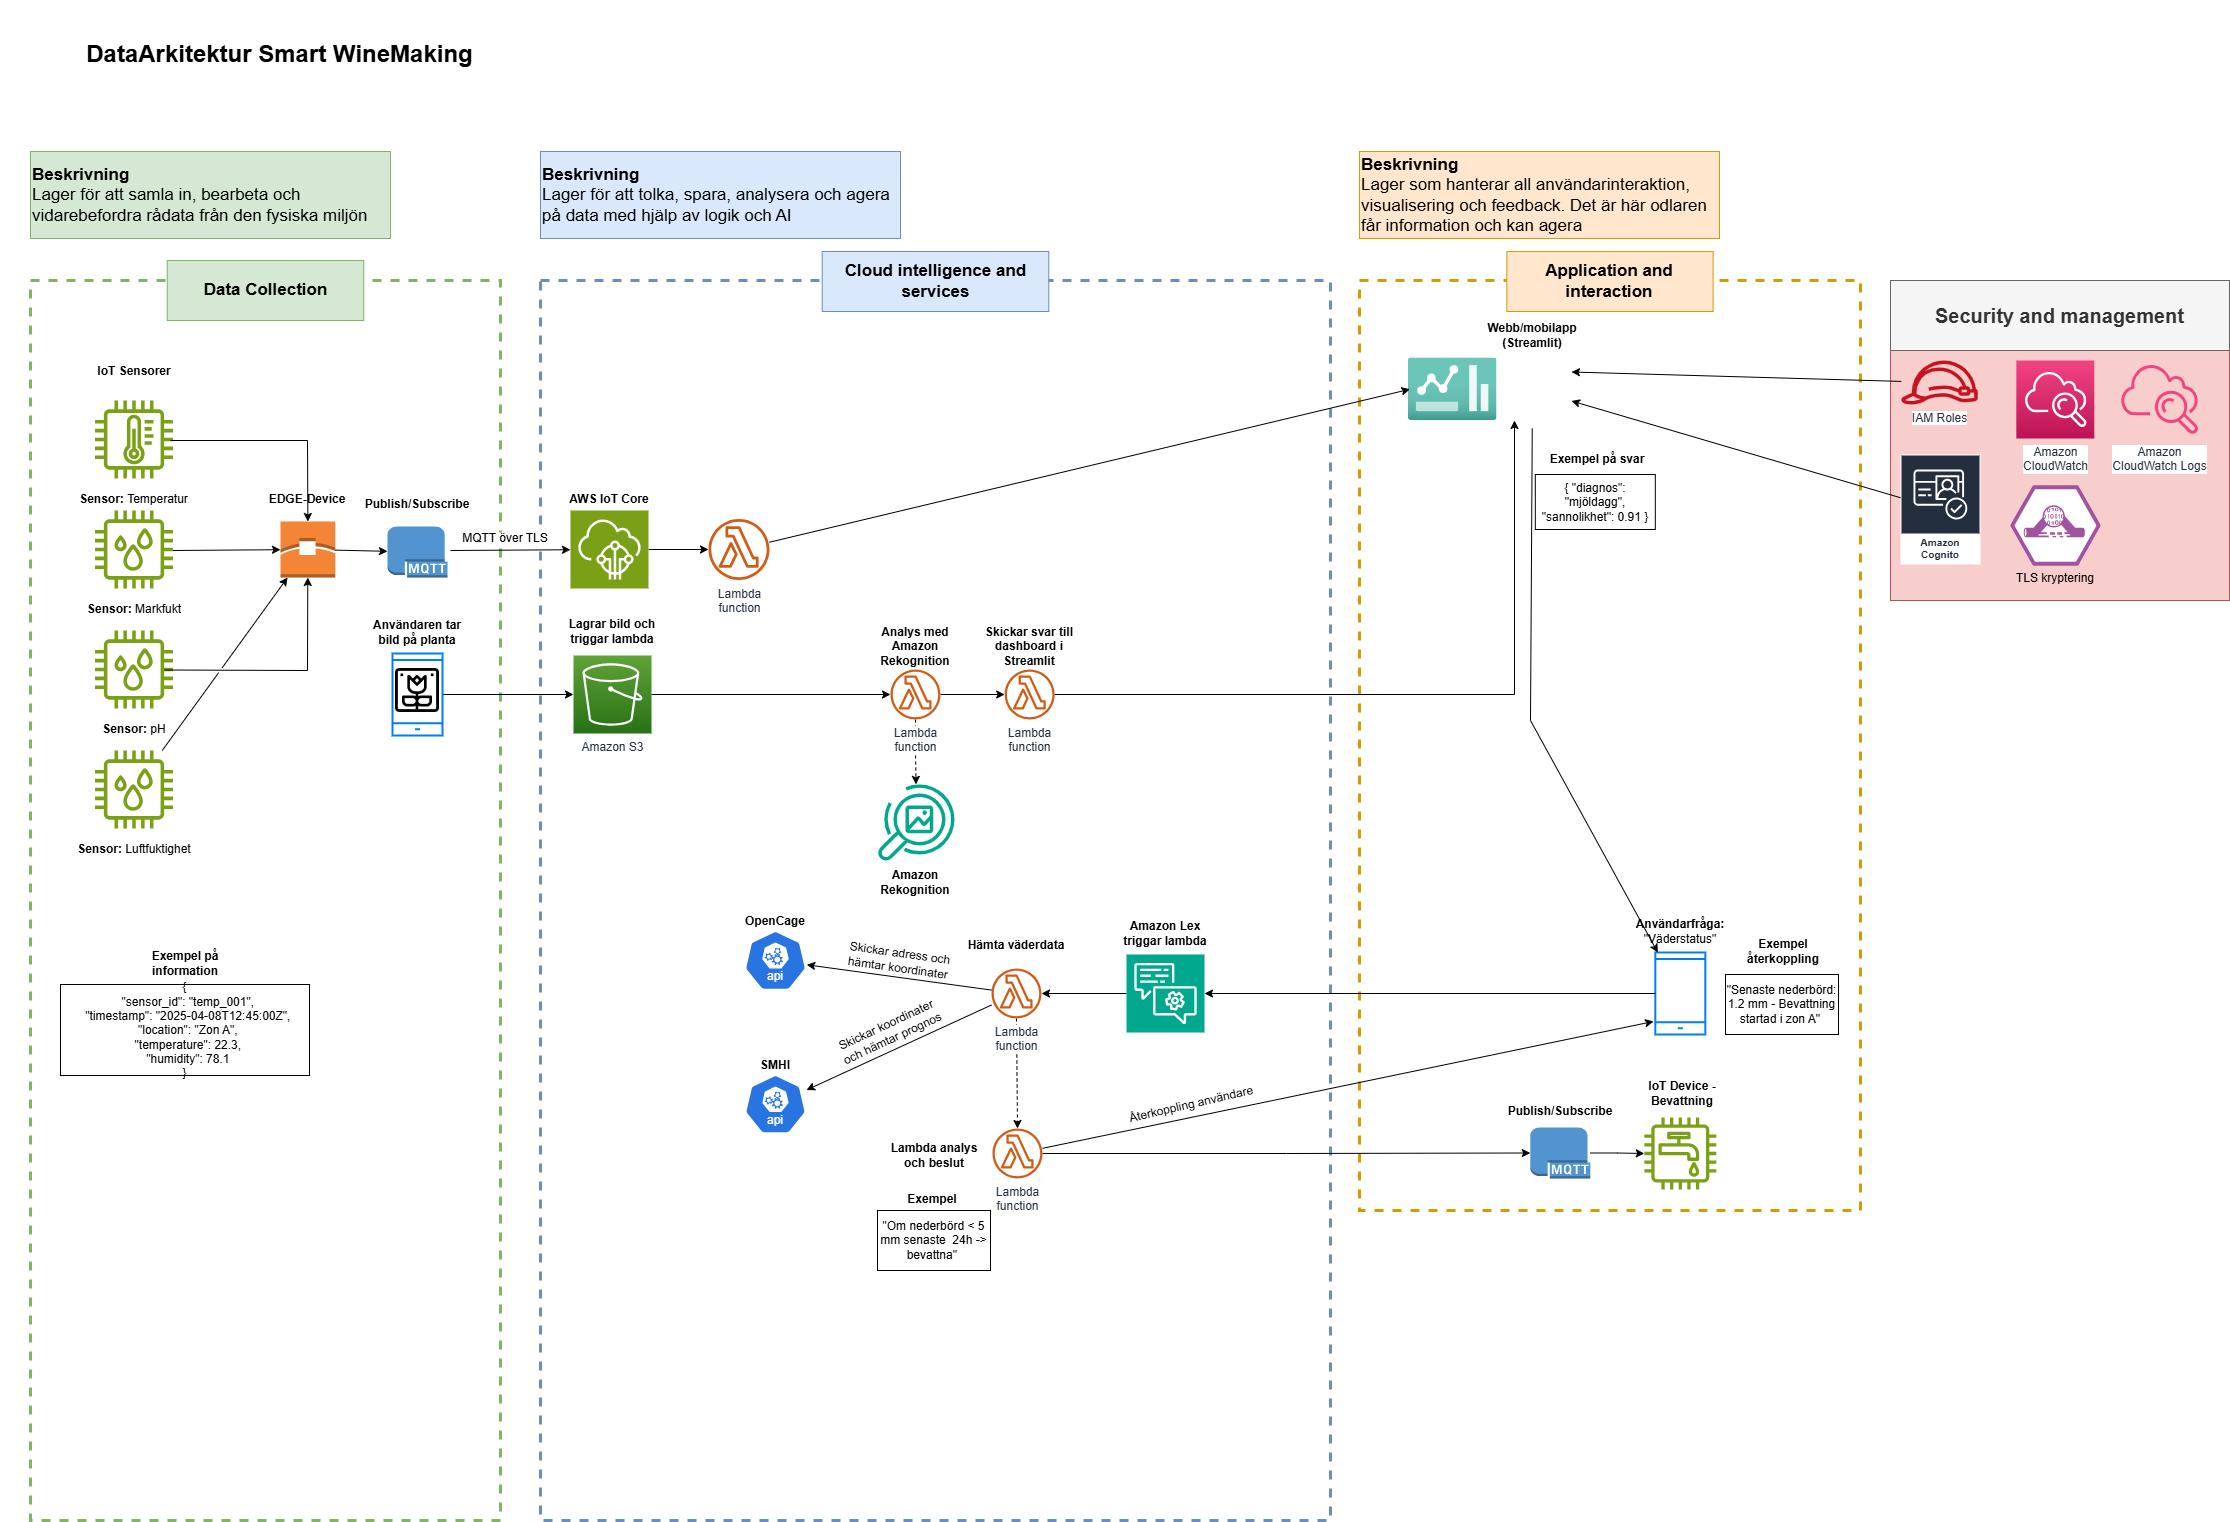 DataArkitektur Smart WineMaking
Beskrivning
Lager för att samla in, bearbeta och
vidarebefordra rådata från den fysiska miljön
Beskrivning
Lager för att tolka, spara, analysera och agera
på data med hjälp av logik och AI
Beskrivning
Lager som hanterar all användarinteraktion,
visualisering och feedback. Det är här odlaren
får information och kan agera
Data Collection
Cloud intelligence and
services
Application and
interaction
Security and management
IoT Sensorer
Sensor: Temperatur
Sensor: Markfukt
Sensor: pH
Sensor: Luftfuktighet
EDGE-Device
Publish/Subscribe
MQTT
MQTT över TLS
Användaren tar
bild på planta
Exempel på
information
{
"sensor_id": "temp_001",
"timestamp": "2025-04-08T12:45:00Z",
"location": "Zon A",
"temperature": 22.3,
"humidity": 78.1
}
AWS IoT Core
Lambda
function
Lagrar bild och
triggar lambda
Amazon S3
Analys med
Amazon
Rekognition
Lambda
function
Skickar svar till
dashboard i
Streamlit
Lambda
function
Amazon
Rekognition
OpenCage
api
Skickar adress och
hämtar koordinater
Hämta väderdata
Lambda
function
Amazon Lex
triggar lambda
Skickar koordinater
och hämtar prognos
SMHI
api
Lambda analys
och beslut
Lambda
function
Exempel
"Om nederbörd < 5
mm senaste 24h ->
bevattna"
Återkoppling användare
Webb/mobilapp
(Streamlit)
Exempel på svar
{ "diagnos":
"mjöldagg",
"sannolikhet": 0.91 }
Användarfråga:
"Väderstatus"
Exempel
återkoppling
"Senaste nederbörd:
1.2 mm - Bevattning
startad i zon A"
Publish/Subscribe
MQTT
IoT Device -
Bevattning
IAM Roles
Amazon
CloudWatch
Amazon
CloudWatch Logs
Amazon
Cognito
TLS kryptering